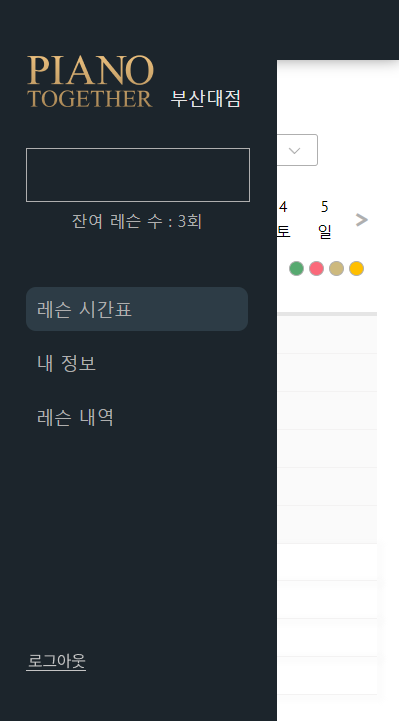 PIANO
TOGETHER 부산대점
잔여 레슨 수 : 3회
4 5 >
토 일
레슨 시간표
내 정보
레슨 내역
로그아웃